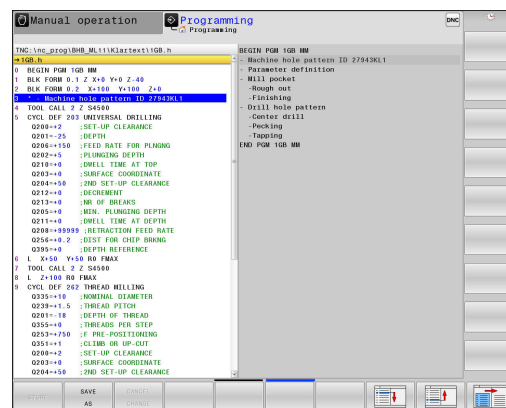 Manual operation
Programming
Programming
DNC
TNC:\nc_prog\BHB_ML11\Klartext\1GB.h
→1GB.h
0 BEGIN PGM 1GB MM
1 BLK FORM 0.1 Z X+0 Y+0 Z-40
2 BLK FORM 0.2 X+100 Y+100 Z+0
3 * - Machine hole pattern ID 27943KL1
4 TOOL CALL 2 Z S4500
5 CYCL DEF 203 UNIVERSAL DRILLING
Q200=+2 ;SET-UP CLEARANCE
Q201=-25 ;DEPTH
Q206=+150 ;FEED RATE FOR PLNGNG
Q202=+5 ;PLUNGING DEPTH
Q210=+0 ;DWELL TIME AT TOP
Q203=+0 ;SURFACE COORDINATE
Q204=+50 ;2ND SET-UP CLEARANCE
Q212=+0 ;DECREMENT
Q213=+0 ;NR OF BREAKS
Q205=+0 ;MIN. PLUNGING DEPTH
Q211=+0 ;DWELL TIME AT DEPTH
Q208=+99999 ;RETRACTION FEED RATE
Q256=+0.2 ;DIST FOR CHIP BRKNG
Q395=+0 ;DEPTH REFERENCE
6 L X+50 Y+50 R0 FMAX
7 TOOL CALL 2 Z S4500
8 L Z+100 R0 FMAX
9 CYCL DEF 262 THREAD MILLING
Q335=+10 ;NOMINAL DIAMETER
Q239=+1.5 ;THREAD PITCH
Q201=-18 ;DEPTH OF THREAD
Q355=+0 ;THREADS PER STEP
Q253=+750 ;F PRE-POSITIONING
Q351=+1 ;CLIMB OR UP-CUT
Q200=+2 ;SET-UP CLEARANCE
Q203=+0 ;SURFACE COORDINATE
Q204=+50 ;2ND SET-UP CLEARANCE
BEGIN PGM 1GB MM
- Machine hole pattern ID 27943KL1
- Parameter definition
- Mill pocket
-Rough out
-Finishing
- Drill hole pattern
-Center drill
-Pecking
-Tapping
END PGM 1GB MM
STORE
SAVE
AS
CANCEL
CHANGE